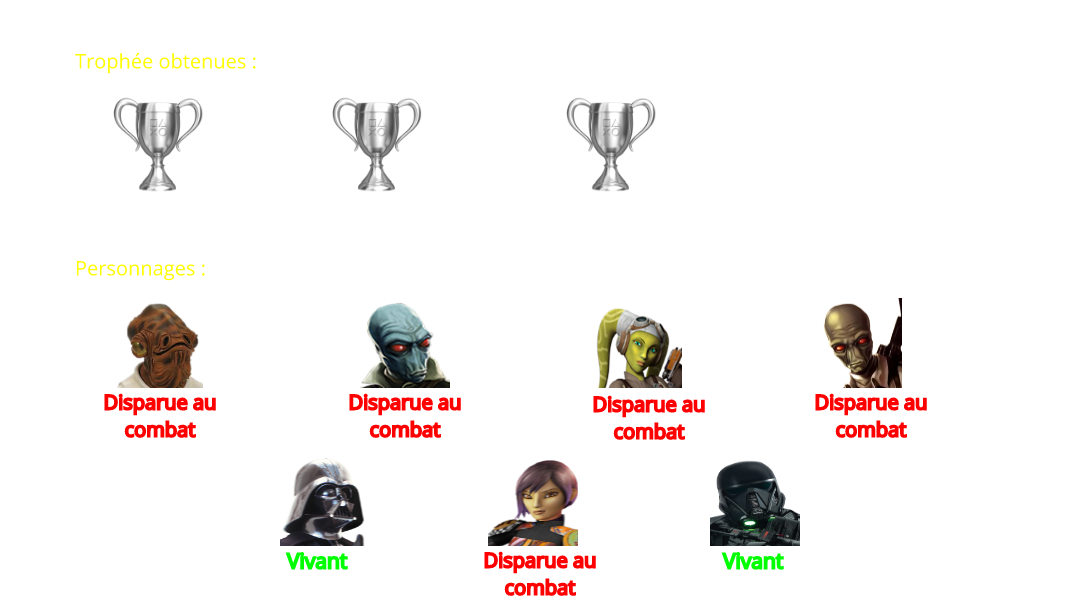 Trophée obtenues :
Personnages :
Disparue au
combat
Disparue au
combat
Disparue au
combat
Disparue au
combat
Vivant
Disparue au
combat
Vivant